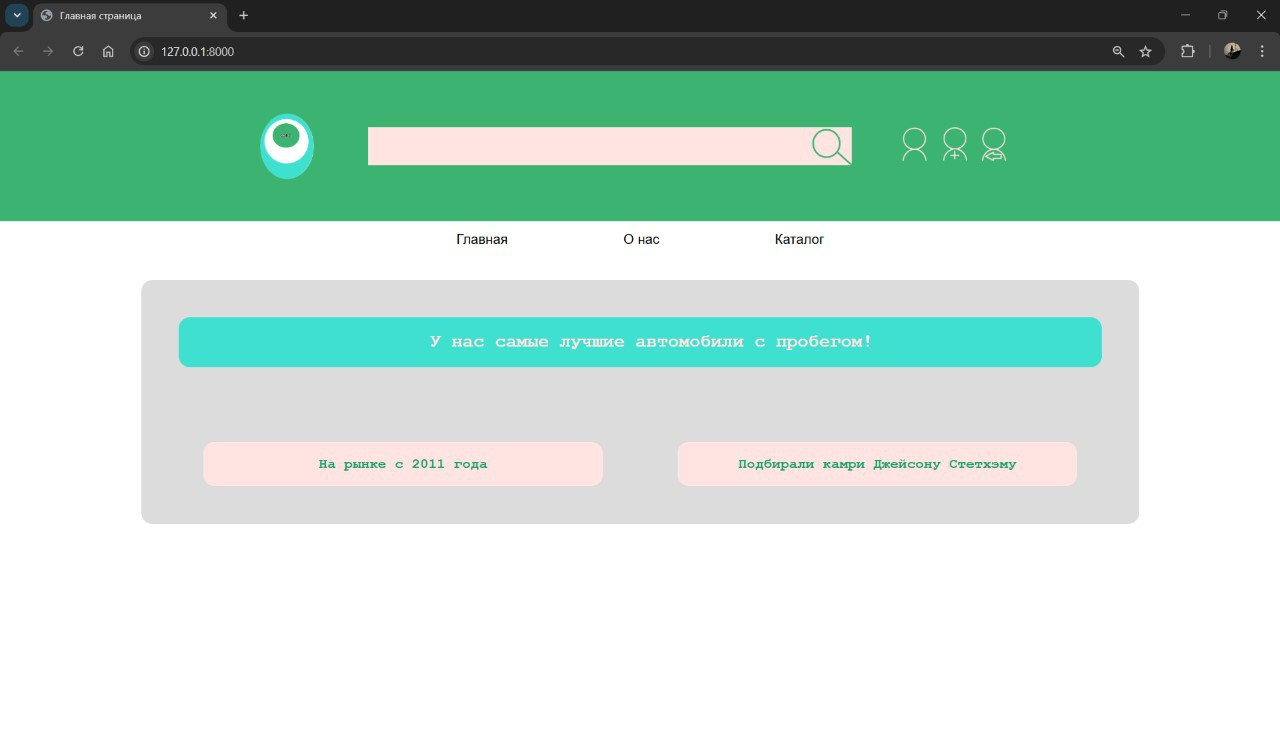 Главная страница
127.0.0.1:8000
Главная
О нас
Каталог
У нас самые лучшие автомобили с пробегом!
На рынке с 2011 года
Подбирали камри Джейсону Стетхэму